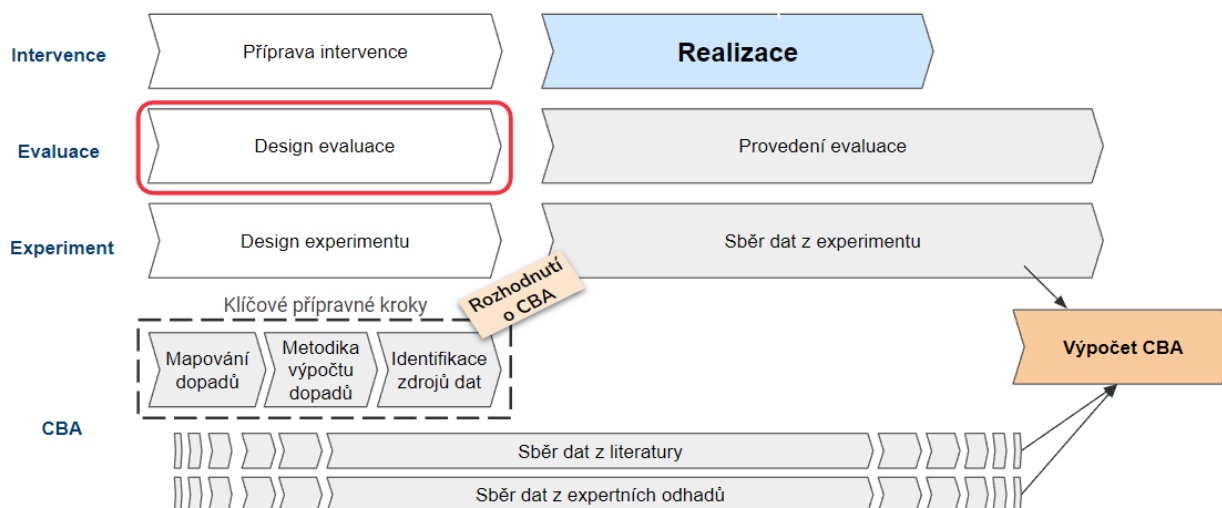 Intervence
Příprava intervence
Realizace
Evaluace
Design evaluace
Provedení evaluace
Experiment
Design experimentu
Sběr dat z experimentu
Rozhodnutí
o CBA
Klíčové přípravné kroky
Mapování
dopadů
Metodika
výpočtu
dopadů
Identifikace
zdrojů dat
Výpočet CBA
CBA
Sběr dat z literatury
Sběr dat z expertních odhadů